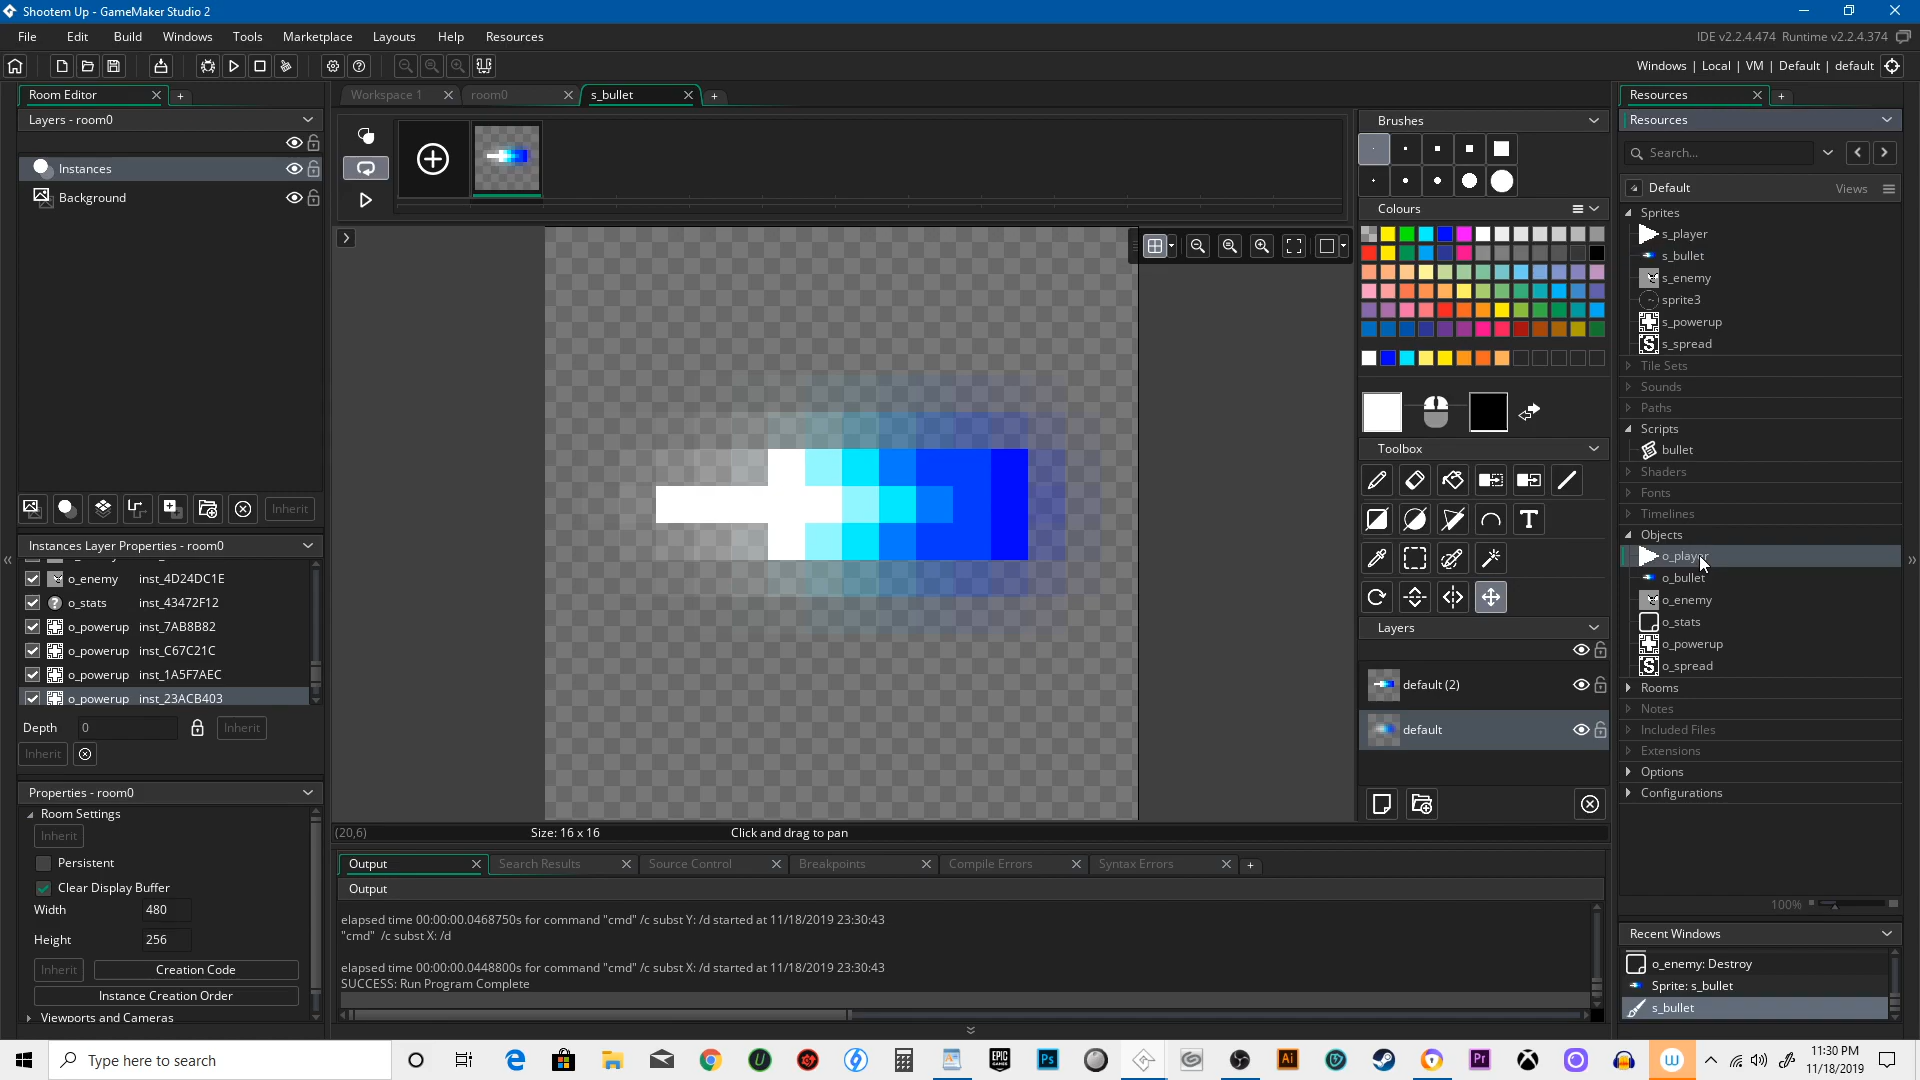 Shootem Up - GameMaker Studio 2
File Edit Build Windows Tools Marketplace Layouts Help Resources
IDE v2.2.4.474 Runtime v2.2.4.374
Windows | Local | VM | Default | default
Room Editor
Layers - room0
Instances
Background
Inherit
Instances Layer Properties - room0
o_enemy inst_4D24DC1E
o_stats inst_43472F12
o_powerup inst_7AB8B82
o_powerup inst_C67C21C
o_powerup inst_1A5F7AEC
o_powerup inst_23ACB403
Depth 0 Inherit
Inherit
Properties - room0
Room Settings
Inherit
Persistent
Clear Display Buffer
Width 480
Height 256
Inherit Creation Code
Instance Creation Order
Viewports and Cameras
Workspace 1 room0 s_bullet
(20,6) Size: 16 x 16 Click and drag to pan
Output Search Results Source Control Breakpoints Compile Errors Syntax Errors
Output
elapsed time 00:00:00.0468750s for command "cmd" /c subst Y: /d started at 11/18/2019 23:30:43
"cmd" /c subst X: /d
elapsed time 00:00:00.0448800s for command "cmd" /c subst X: /d started at 11/18/2019 23:30:43
SUCCESS: Run Program Complete
Brushes
Colours
Toolbox
T
Layers
default (2)
default
Resources
Resources
Search...
Default Views
Sprites
s_player
s_bullet
s_enemy
sprite3
s_powerup
S s_spread
Tile Sets
Sounds
Paths
Scripts
bullet
Shaders
Fonts
Timelines
Objects
o_player
o_bullet
o_enemy
o_stats
o_powerup
S o_spread
Rooms
Notes
Included Files
Extensions
Options
Configurations
100%
Recent Windows
o_enemy: Destroy
Sprite: s_bullet
s_bullet
Type here to search
EPIC GAMES
Ps
Ai
Pr
W
11:30 PM
11/18/2019